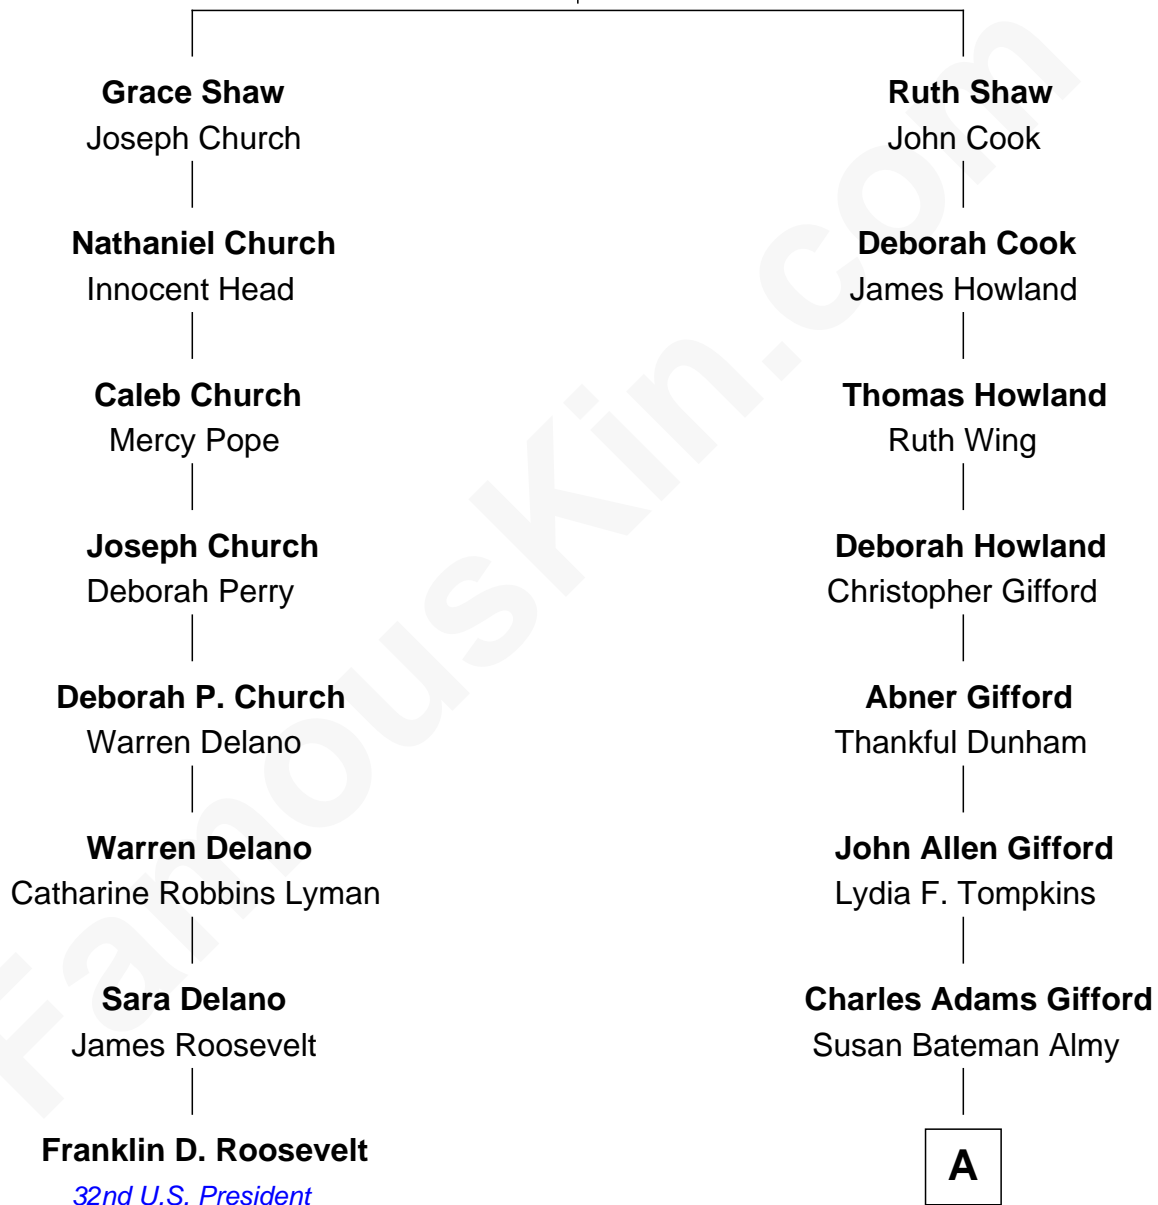 Grace Shaw
Joseph Church
Ruth Shaw
John Cook
Nathaniel Church
Innocent Head
Deborah Cook
James Howland
Caleb Church
Mercy Pope
Thomas Howland
Ruth Wing
Joseph Church
Deborah Perry
Deborah Howland
Christopher Gifford
Deborah P. Church
Warren Delano
Abner Gifford
Thankful Dunham
Warren Delano
Catharine Robbins Lyman
John Allen Gifford
Lydia F. Tompkins
Sara Delano
James Roosevelt
Charles Adams Gifford
Susan Bateman Almy
Franklin D. Roosevelt
32nd U.S. President
A
FamousKin.com